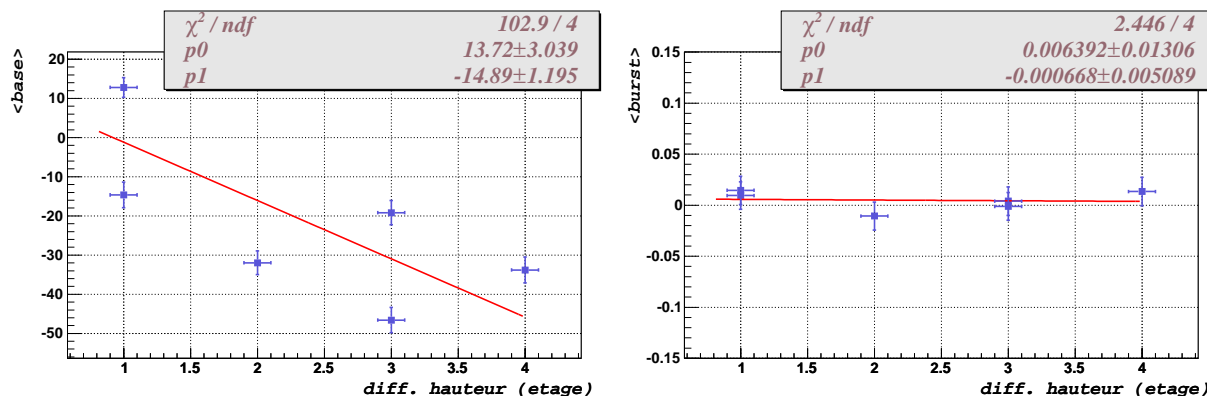 χ² / ndf 102.9 / 4
p0 13.72±3.039
p1 -14.89±1.195
<base>
20
10
0
-10
-20
-30
-40
-50
1 1.5 2 2.5 3 3.5 4
diff. hauteur (etage)
χ² / ndf 2.446 / 4
p0 0.006392±0.01306
p1 -0.000668±0.005089
<burst>
0.15
0.1
0.05
0
-0.05
-0.1
-0.15
1 1.5 2 2.5 3 3.5 4
diff. hauteur (etage)